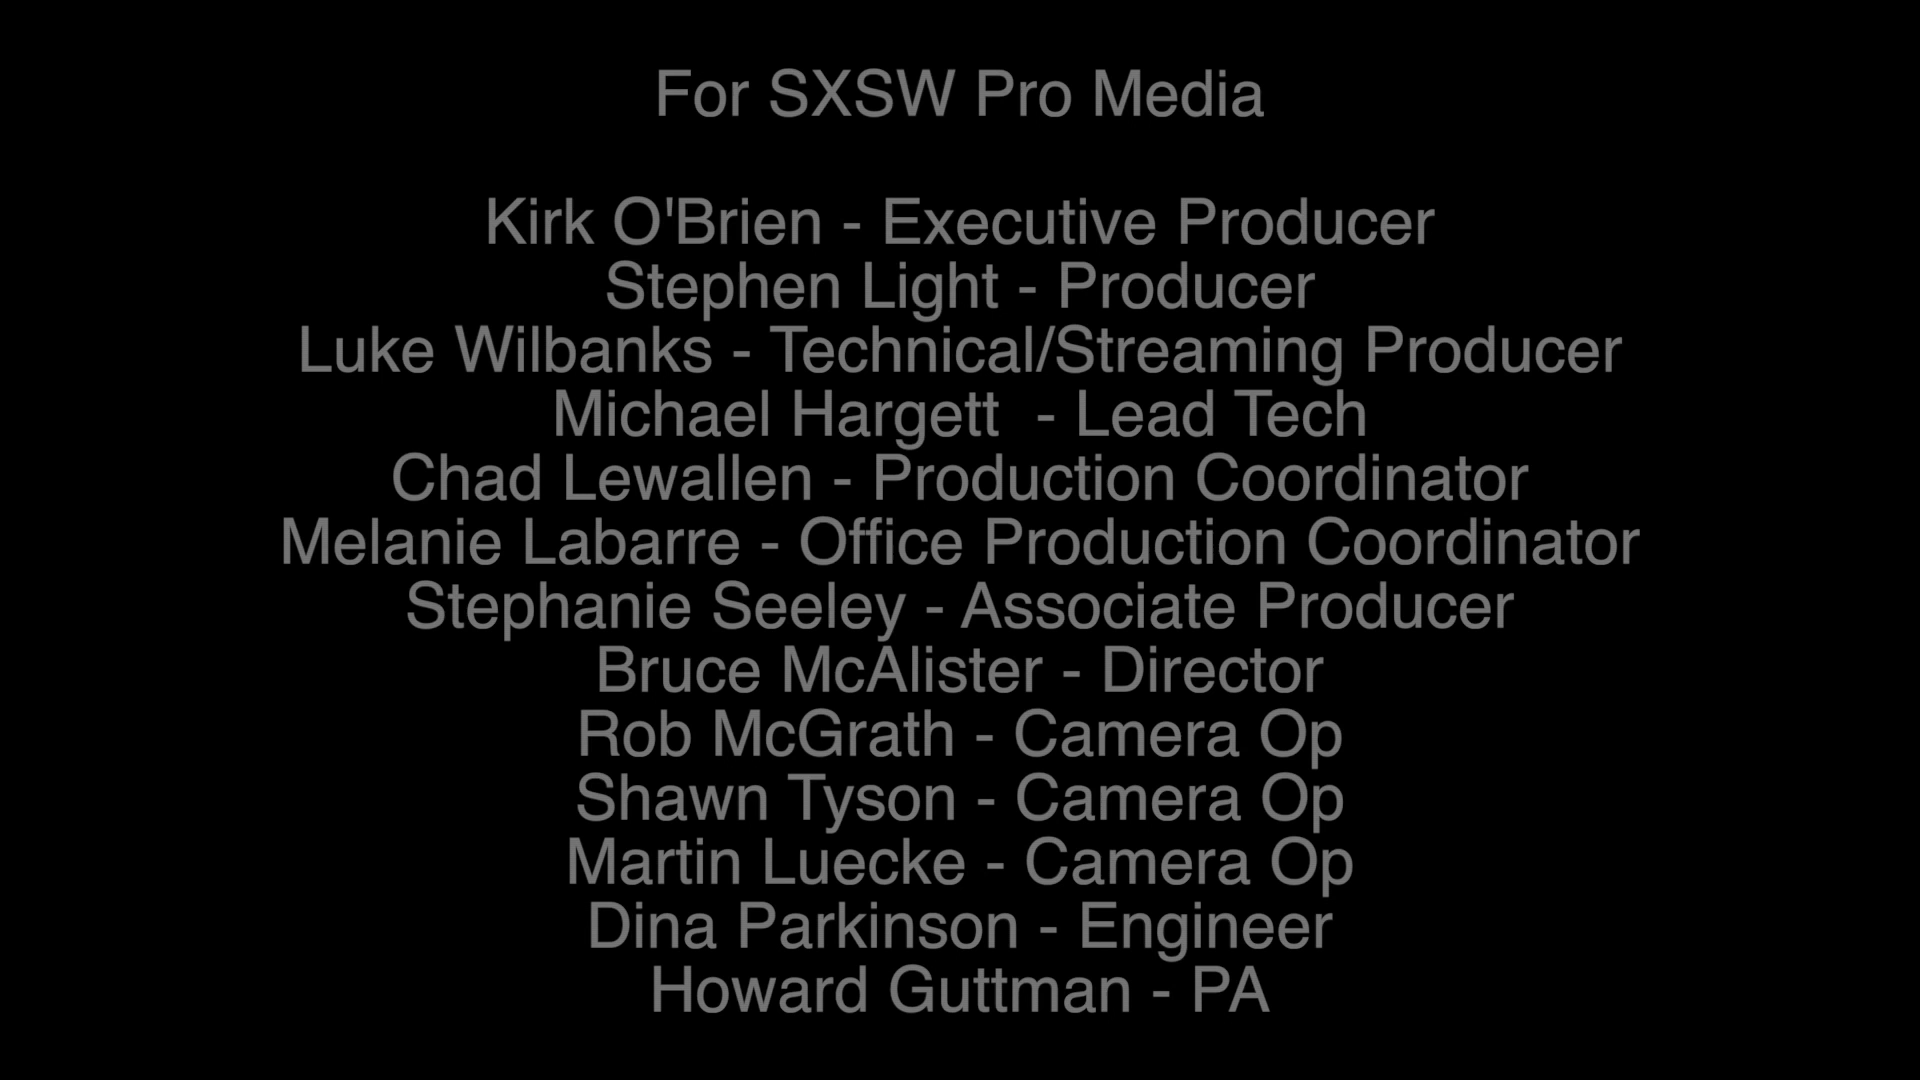 For SXSW Pro Media
Kirk O'Brien - Executive Producer
Stephen Light - Producer
Luke Wilbanks - Technical/Streaming Producer
Michael Hargett  - Lead Tech
Chad Lewallen - Production Coordinator
Melanie Labarre - Office Production Coordinator
Stephanie Seeley - Associate Producer
Bruce McAlister - Director
Rob McGrath - Camera Op
Shawn Tyson - Camera Op
Martin Luecke - Camera Op
Dina Parkinson - Engineer
Howard Guttman - PA